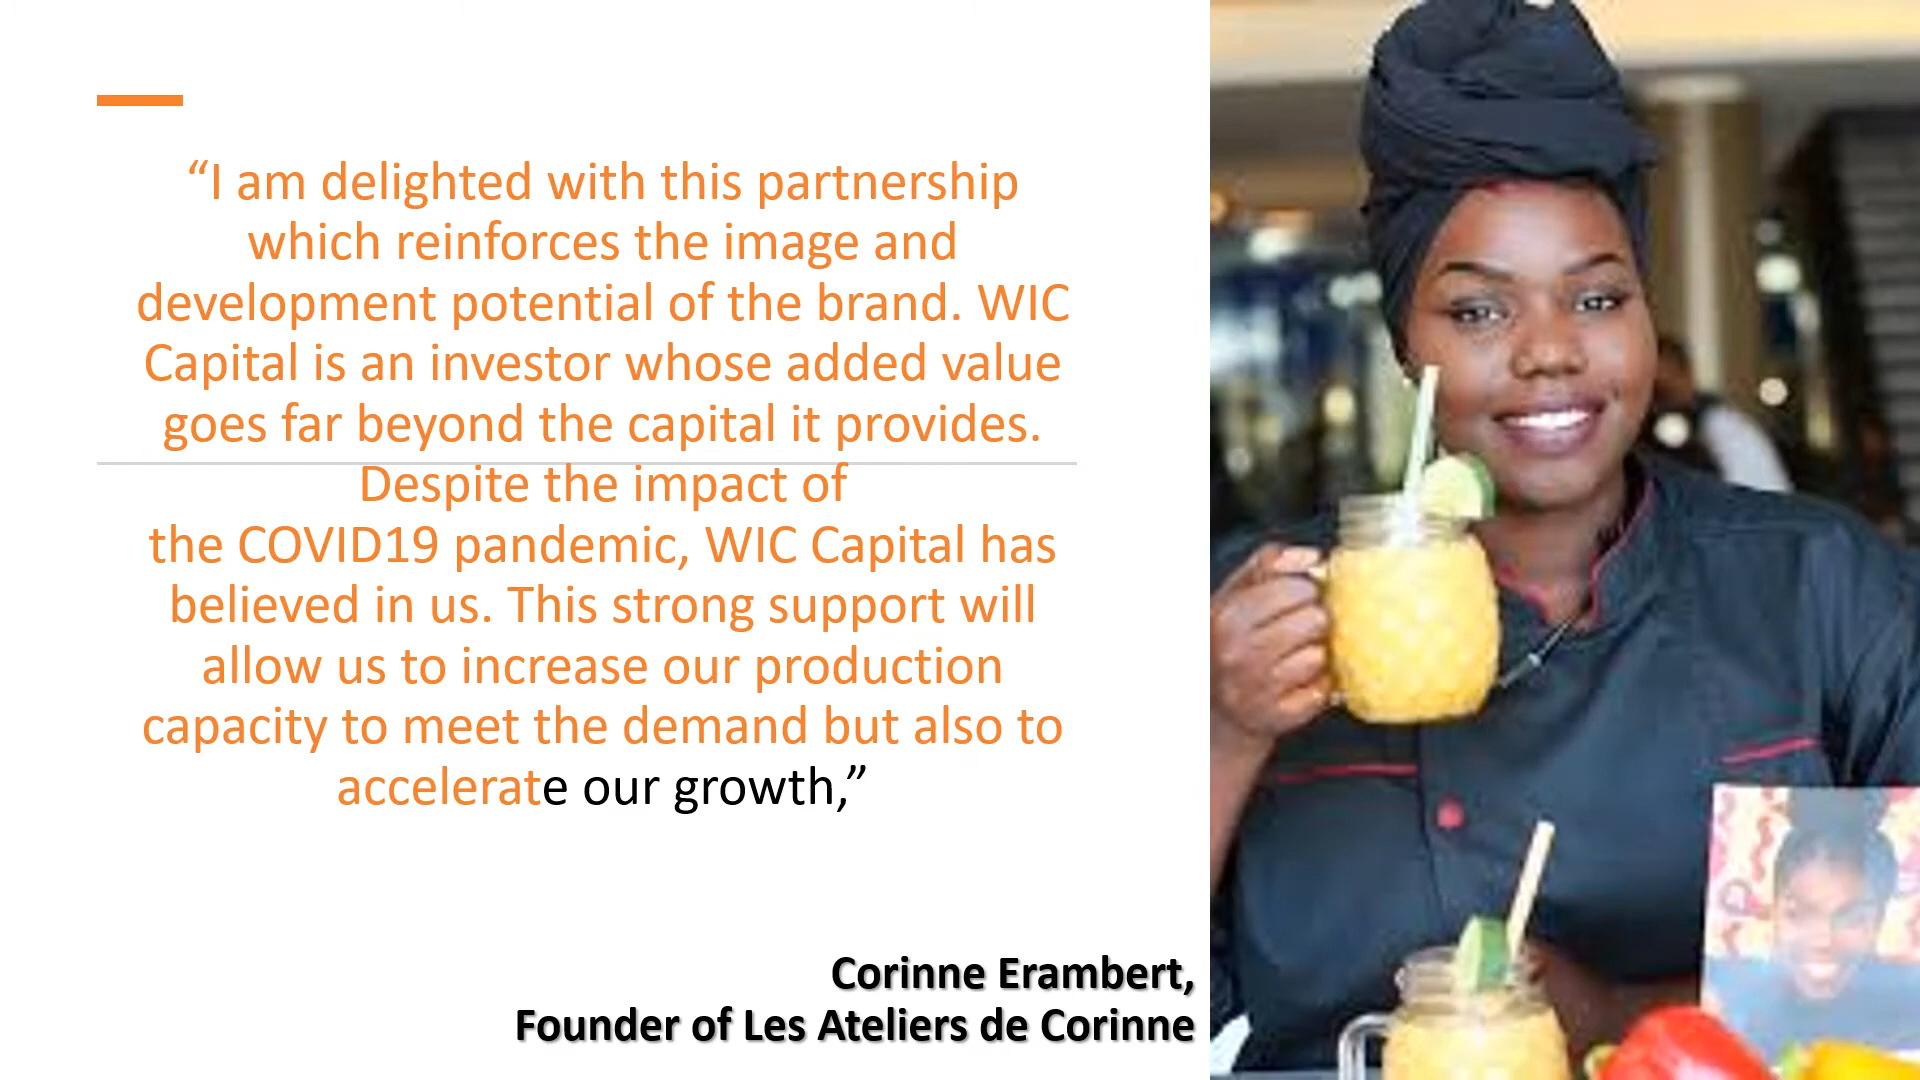 “I am delighted with this partnership
which reinforces the image and
development potential of the brand. WIC
Capital is an investor whose added value
goes far beyond the capital it provides.
Despite the impact of
the COVID19 pandemic, WIC Capital has
believed in us. This strong support will
allow us to increase our production
capacity to meet the demand but also to
accelerate our growth,”
Corinne Erambert,
Founder of Les Ateliers de Corinne